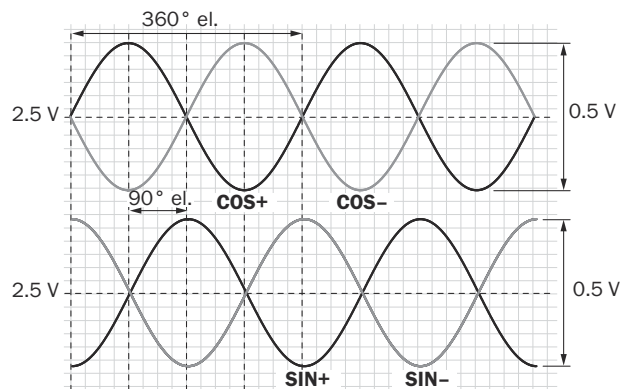 360° el.
2.5 V
0.5 V
90° el.
COS+ COS–
2.5 V
0.5 V
SIN+ SIN–